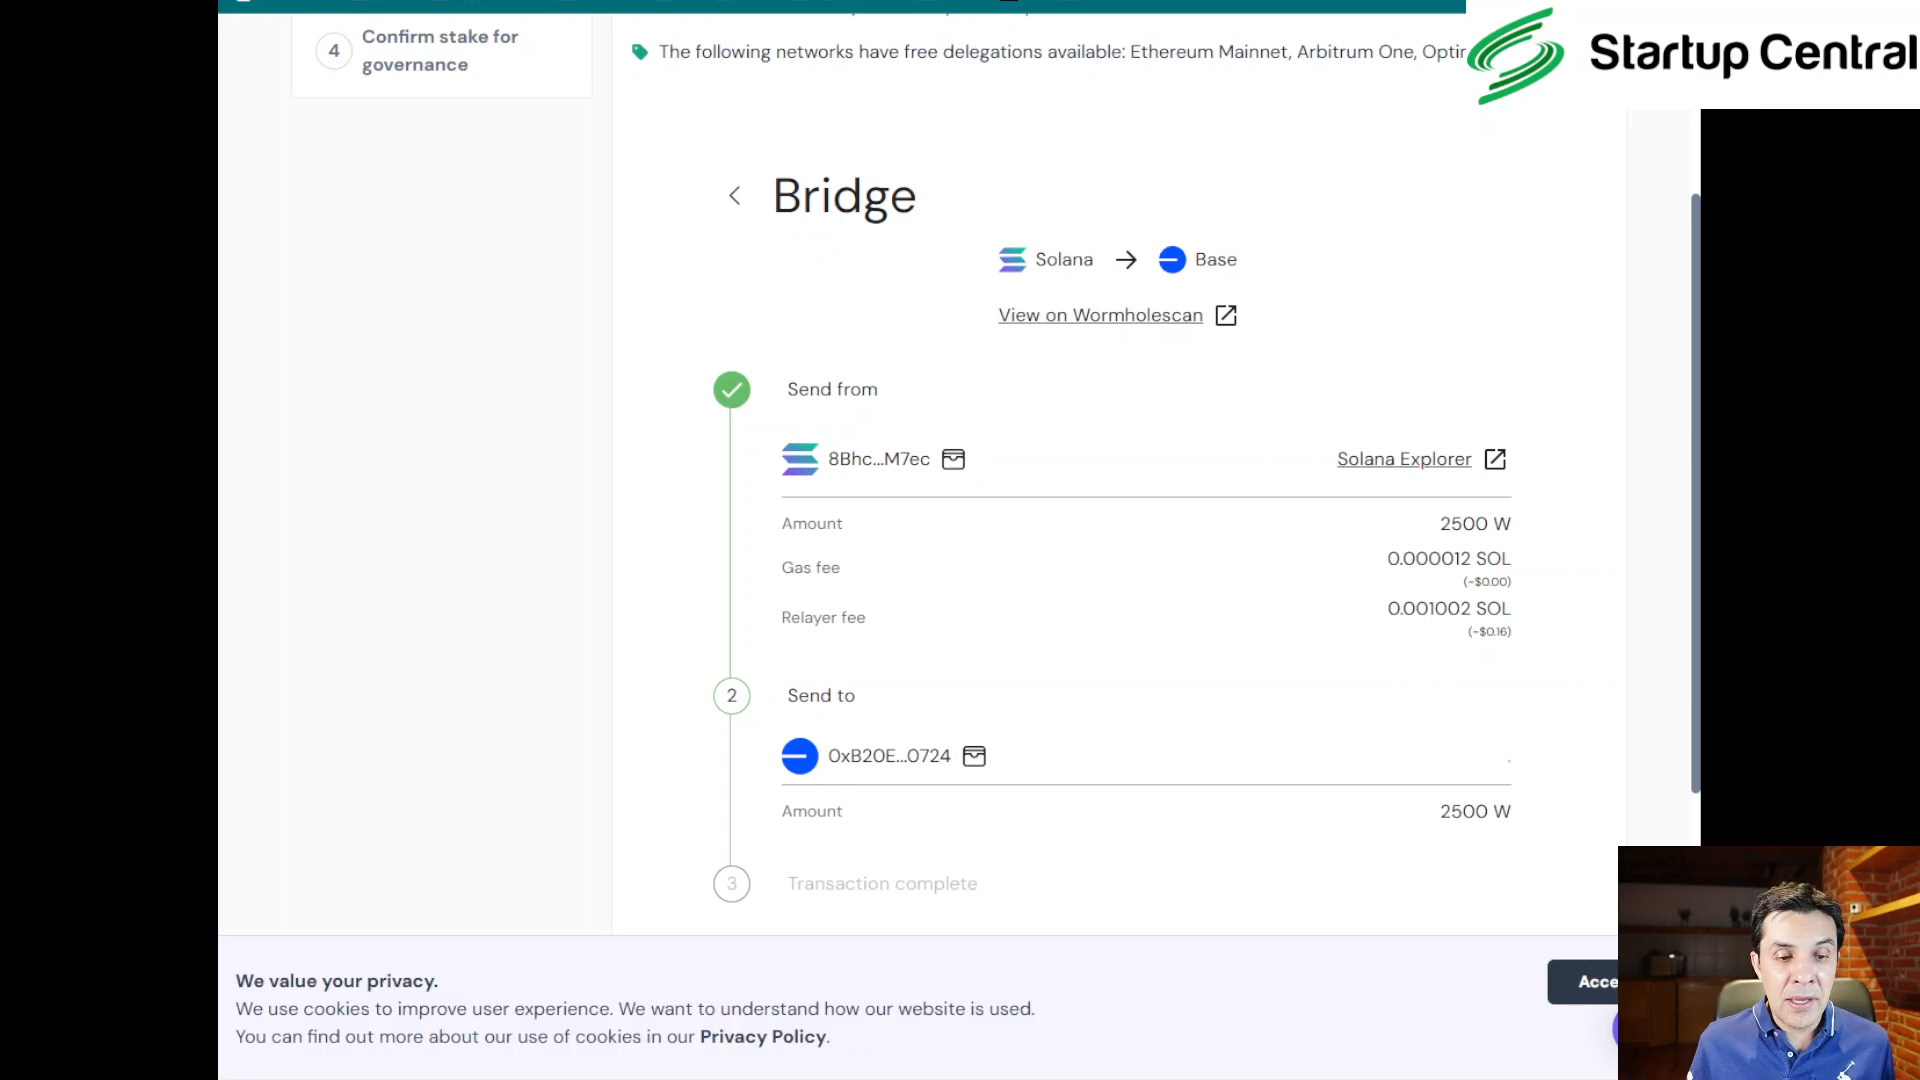 Startup Central
4
Confirm stake for
governance
The following networks have free delegations available: Ethereum Mainnet, Arbitrum One,
Bridge
Solana
Base
View on Wormholescan
Send from
8Bhc...M7ec
Solana Explorer
Amount
2500 W
Gas fee
0.000012 SOL
(~$0.00)
Relayer fee
0.001002 SOL
(~$0.16)
2
Send to
0xB20E...0724
Amount
2500 W
3
Transaction complete
We value your privacy.
We use cookies to improve user experience. We want to understand how our website is used.
You can find out more about our use of cookies in our Privacy Policy.